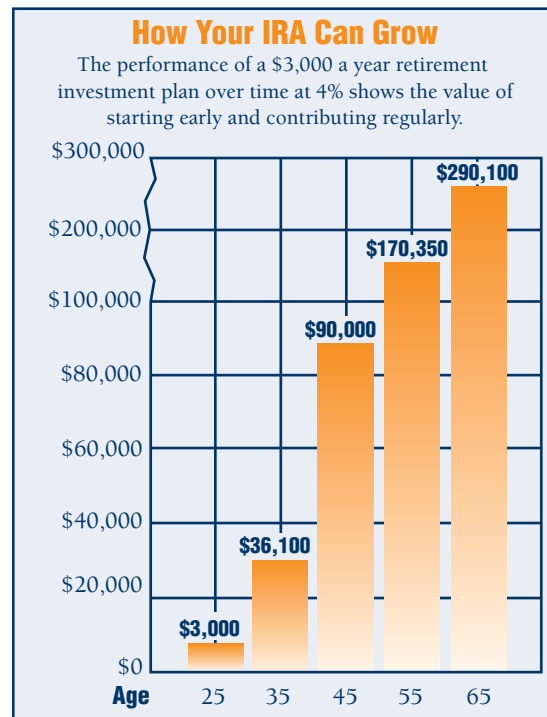 How Your IRA Can Grow
The performance of a $3,000 a year retirement
investment plan over time at 4% shows the value of
starting early and contributing regularly.
$300,000
$290,100
$200,000
$170,350
$100,000
$90,000
$80,000
$60,000
$40,000
$36,100
$20,000
$3,000
$0
Age 25 35 45 55 65